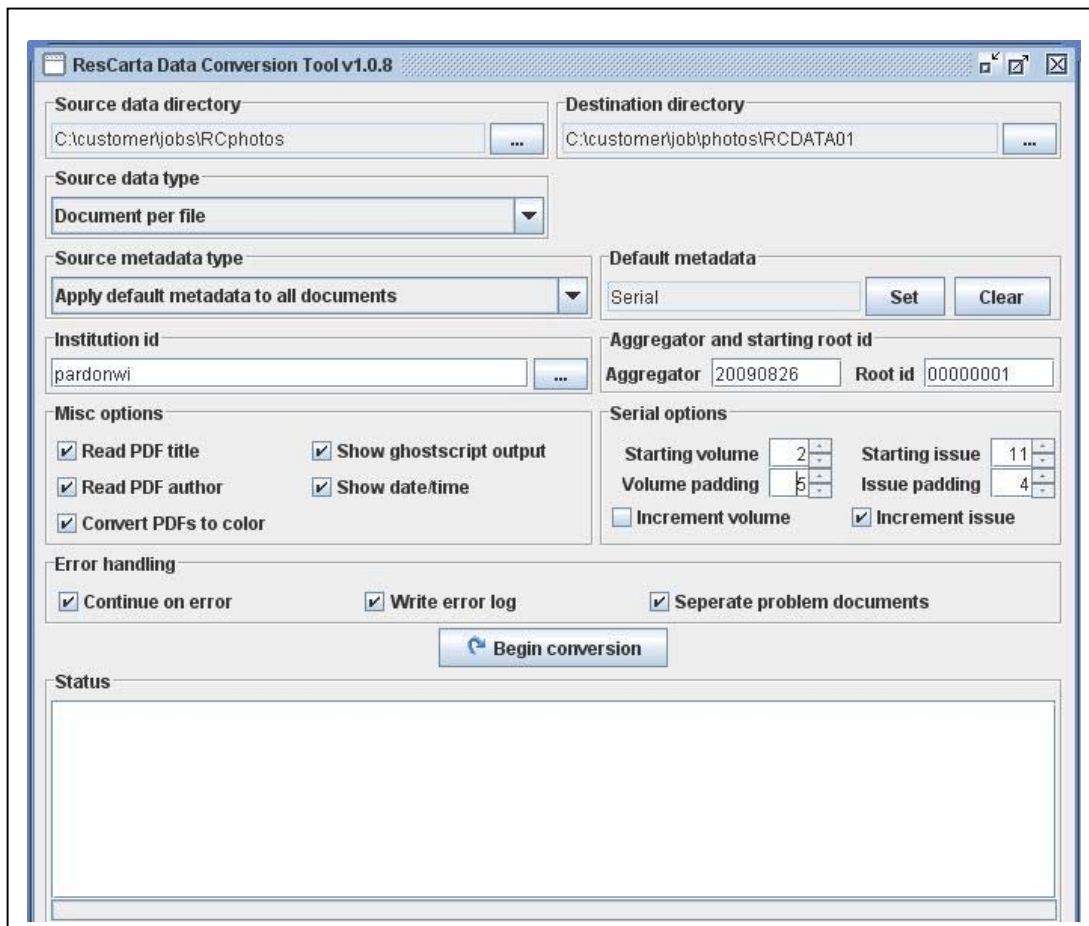 ResCarta Data Conversion Tool v1.0.8
Source data directory
Destination directory
C:\customer\jobs\RCphotos
...
C:\customer\job\photos\RCDATA01
...
Source data type
Document per file
Source metadata type
Default metadata
Apply default metadata to all documents
Serial
Set
Clear
Institution id
Aggregator and starting root id
pardonwi
...
Aggregator 20090826
Root id 00000001
Misc options
Serial options
Read PDF title
Show ghostscript output
Starting volume 2
Starting issue 11
Read PDF author
Show date/time
Volume padding 5
Issue padding 4
Convert PDFs to color
Increment volume
Increment issue
Error handling
Continue on error
Write error log
Seperate problem documents
Begin conversion
Status